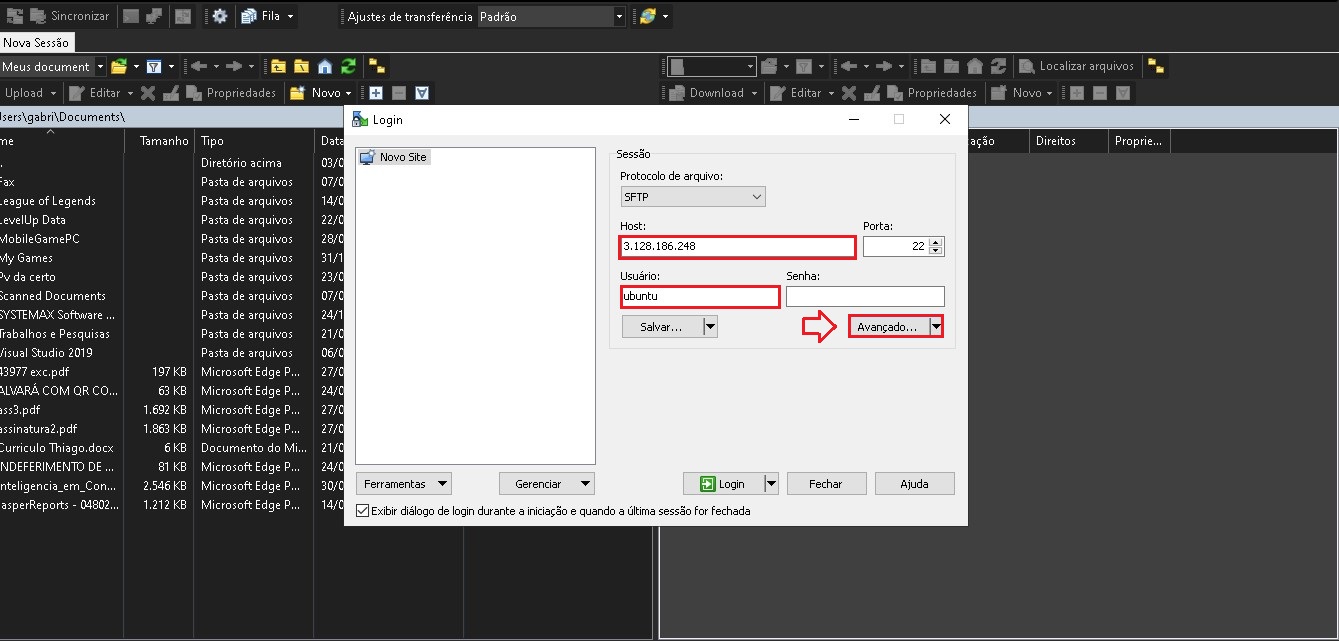 Sincronizar Fila Ajustes de transferência Padrão
Nova Sessão
Meus document
Localizar arquivos
Upload Editar Propriedades Novo
Download Editar Propriedades Novo
sers\gabri\Documents\
me Tamanho Tipo Data
ação Direitos Proprie...
. Diretório acima 03/0
Fax Pasta de arquivos 07/0
League of Legends Pasta de arquivos 14/0
LevelUp Data Pasta de arquivos 22/0
MobileGamePC Pasta de arquivos 28/0
My Games Pasta de arquivos 31/1
Pv da certo Pasta de arquivos 23/0
Scanned Documents Pasta de arquivos 07/0
SYSTEMAX Software ... Pasta de arquivos 24/1
Trabalhos e Pesquisas Pasta de arquivos 21/0
Visual Studio 2019 Pasta de arquivos 06/0
43977 exc.pdf 197 KB Microsoft Edge P... 27/0
ALVARÁ COM QR CO... 63 KB Microsoft Edge P... 24/0
ass3.pdf 1.692 KB Microsoft Edge P... 27/0
assinatura2.pdf 1.863 KB Microsoft Edge P... 27/0
Curriculo Thiago.docx 6 KB Documento do Mi... 21/0
INDEFERIMENTO DE ... 81 KB Microsoft Edge P... 24/0
Inteligencia_em_Con... 2.546 KB Microsoft Edge P... 30/0
JasperReports - 04802... 1.212 KB Microsoft Edge P... 14/0
Login
Novo Site
Sessão
Protocolo de arquivo:
SFTP
Host: Porta:
3.128.186.248 22
Usuário: Senha:
ubuntu
Salvar... Avançado...
Ferramentas Gerenciar Login Fechar Ajuda
Exibir diálogo de login durante a iniciação e quando a última sessão for fechada